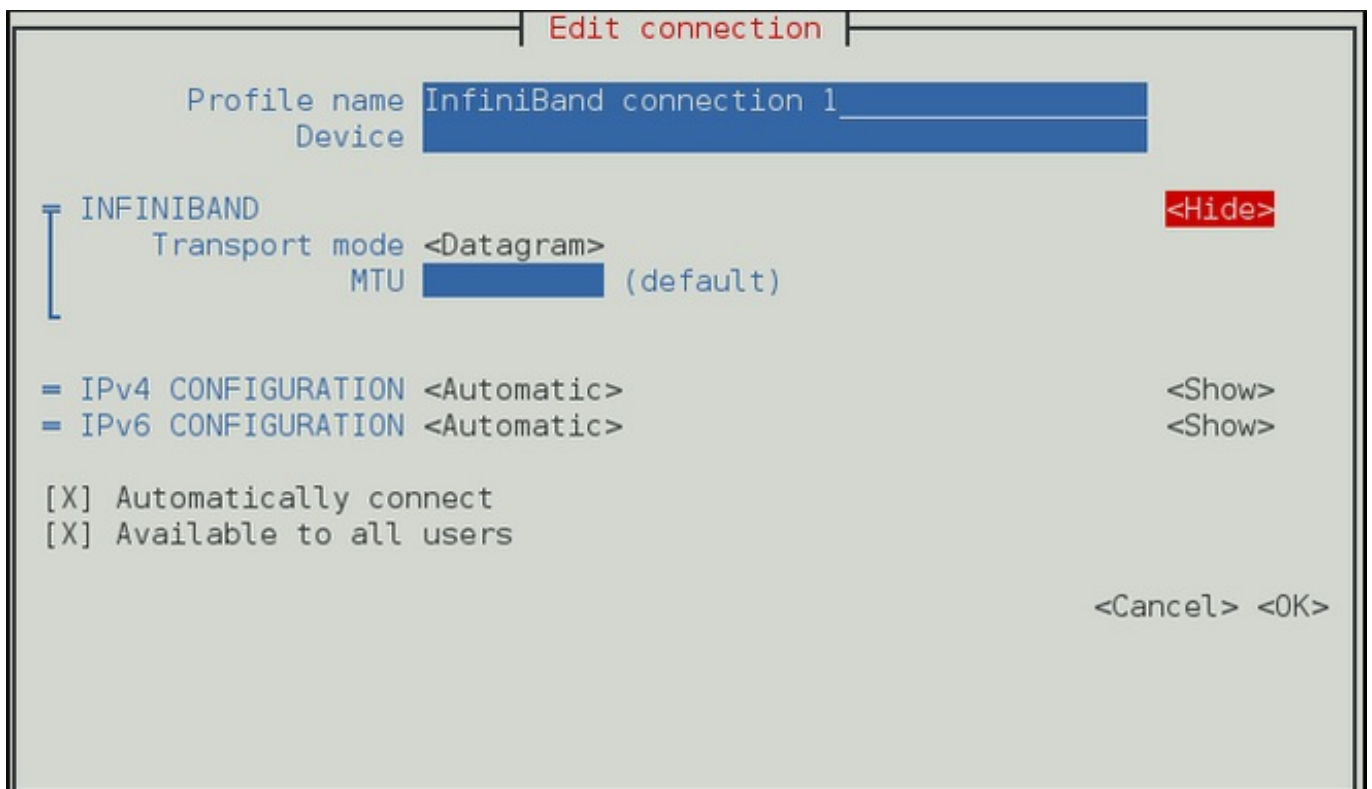 Edit connection
Profile name InfiniBand connection 1
Device
= INFINIBAND <Hide>
Transport mode <Datagram>
MTU (default)
= IPv4 CONFIGURATION <Automatic> <Show>
= IPv6 CONFIGURATION <Automatic> <Show>
[X] Automatically connect
[X] Available to all users
<Cancel> <OK>